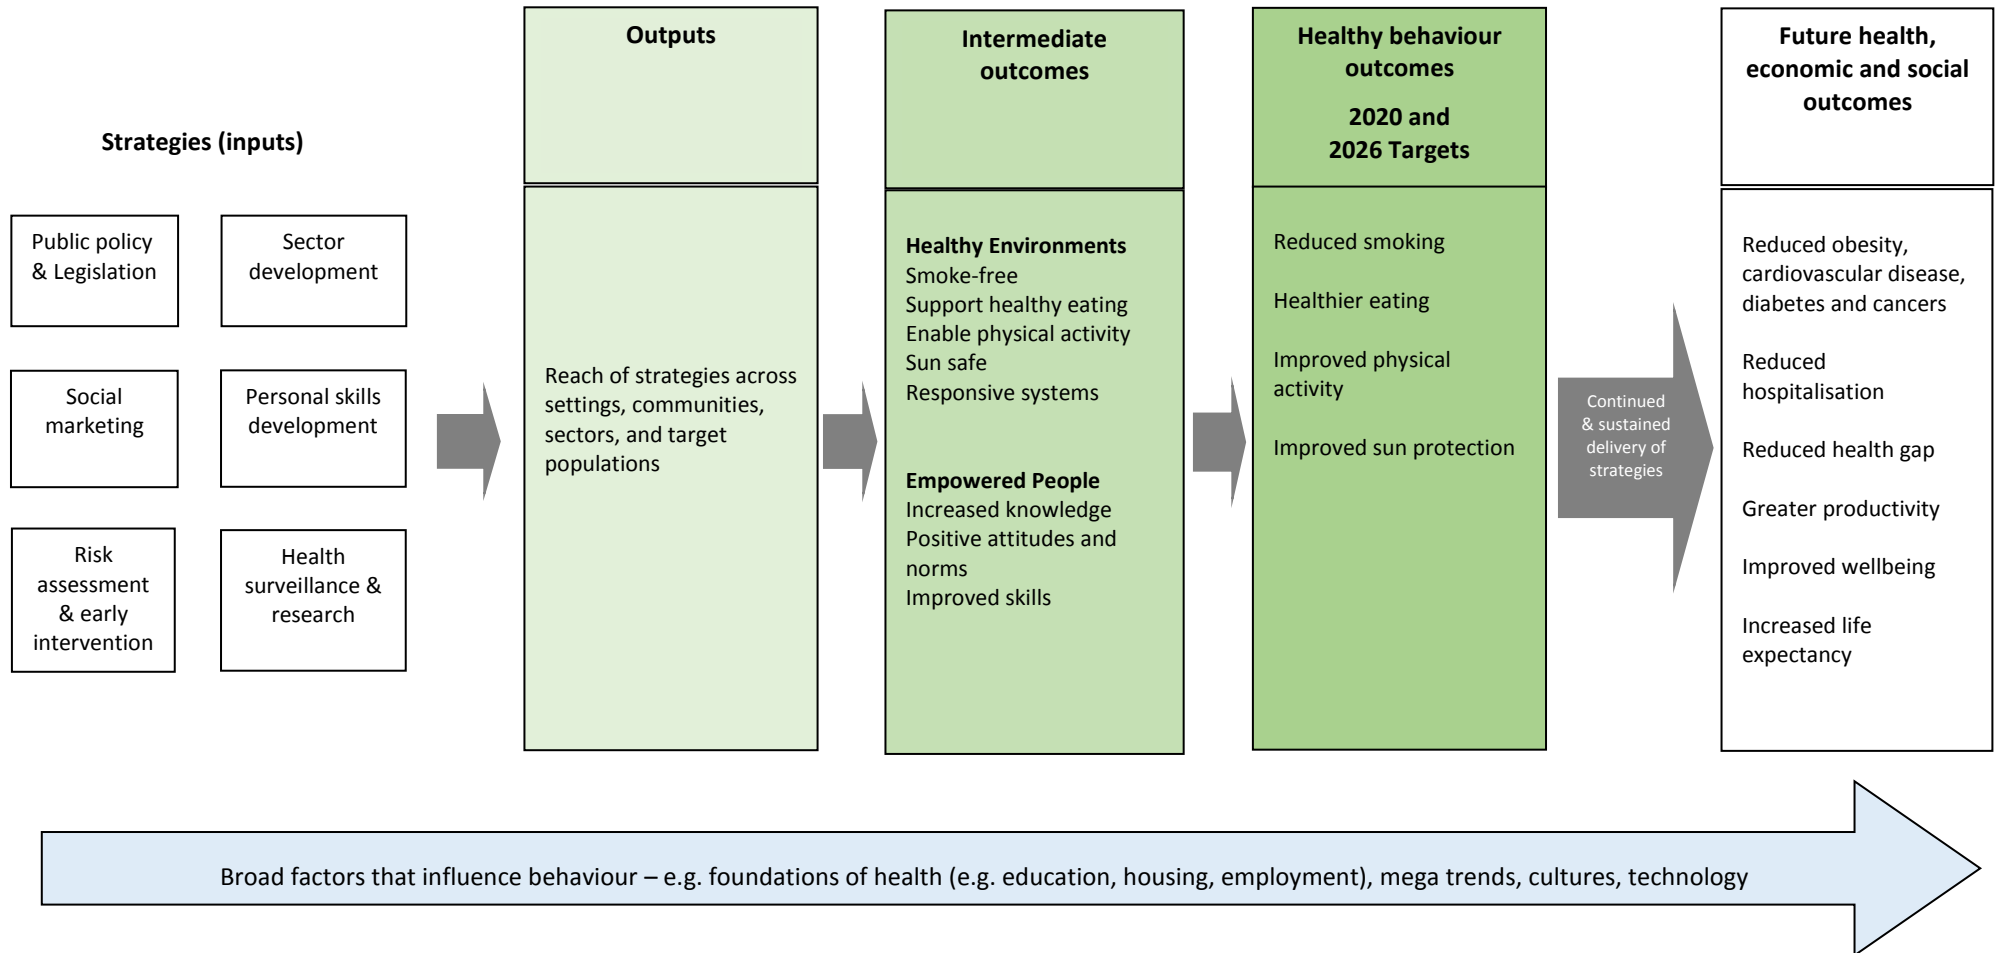 Strategies (inputs)
Public policy
& Legislation
Sector
development
Social
marketing
Personal skills
development
Risk
assessment
& early
intervention
Health
surveillance &
research
Outputs
Reach of strategies across
settings, communities,
sectors, and target
populations
Intermediate
outcomes
Healthy Environments
Smoke-free
Support healthy eating
Enable physical activity
Sun safe
Responsive systems
Empowered People
Increased knowledge
Positive attitudes and
norms
Improved skills
Healthy behaviour
outcomes
2020 and
2026 Targets
Reduced smoking
Healthier eating
Improved physical
activity
Improved sun protection
Continued
& sustained
delivery of
strategies
Future health,
economic and social
outcomes
Reduced obesity,
cardiovascular disease,
diabetes and cancers
Reduced
hospitalisation
Reduced health gap
Greater productivity
Improved wellbeing
Increased life
expectancy
Broad factors that influence behaviour – e.g. foundations of health (e.g. education, housing, employment), mega trends, cultures, technology